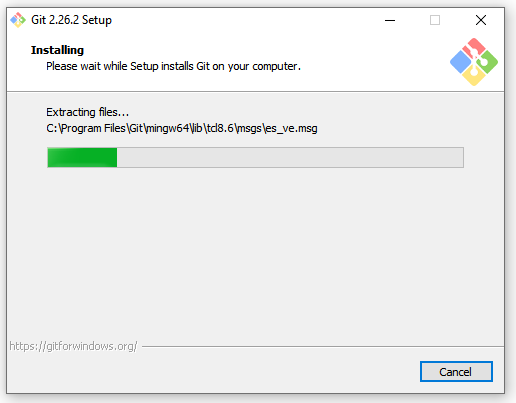 Git 2.26.2 Setup
Installing
Please wait while Setup installs Git on your computer.
Extracting files...
C:\Program Files\Git\mingw64\lib\tcl8.6\msgs\es_ve.msg
https://gitforwindows.org/
Cancel